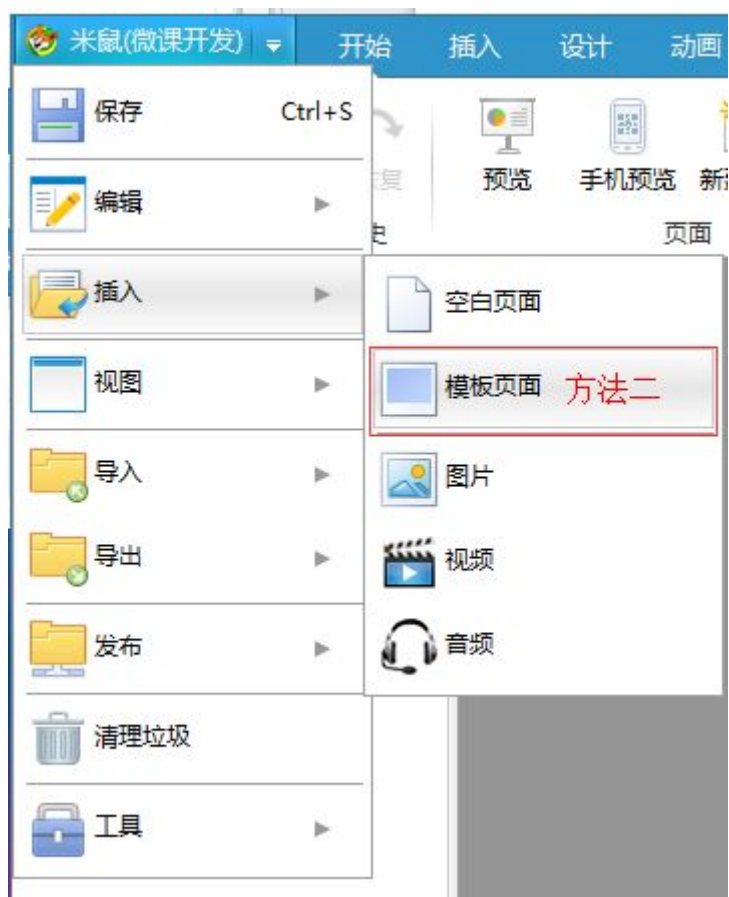 米鼠(微课开发) 开始 插入 设计 动画
保存 Ctrl+S
编辑
插入
视图
导入
导出
发布
清理垃圾
工具
预览 手机预览 新
页面
空白页面
模板页面 方法二
图片
视频
音频